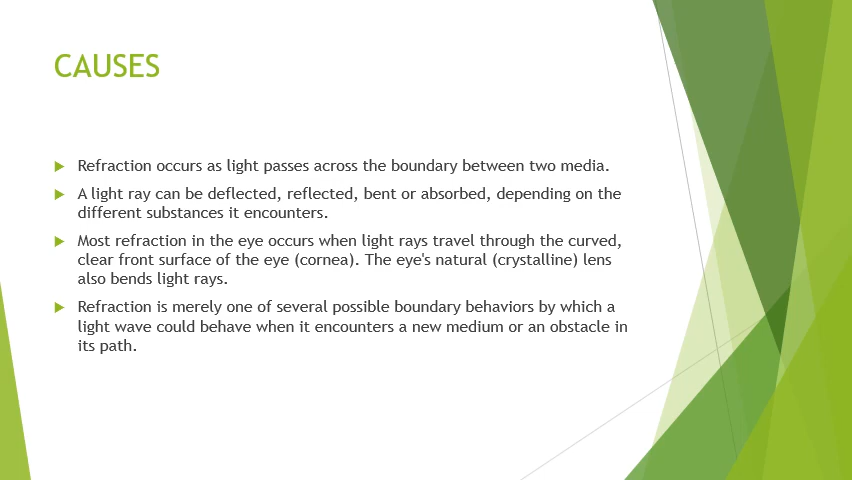 CAUSES
Refraction occurs as light passes across the boundary between two media.
A light ray can be deflected, reflected, bent or absorbed, depending on the
different substances it encounters.
Most refraction in the eye occurs when light rays travel through the curved,
clear front surface of the eye (cornea). The eye's natural (crystalline) lens
also bends light rays.
Refraction is merely one of several possible boundary behaviors by which a
light wave could behave when it encounters a new medium or an obstacle in
its path.